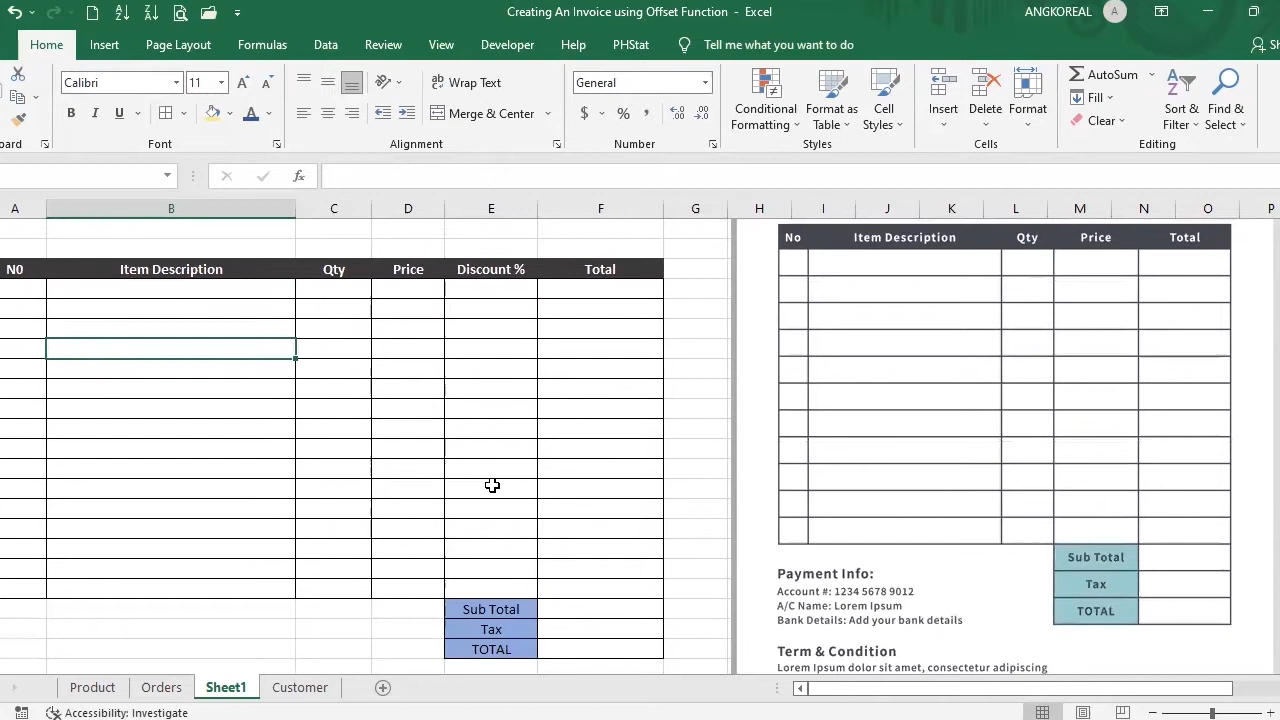 Creating An Invoice using Offset Function - Excel
ANGKOREAL
A
Home Insert Page Layout Formulas Data Review View Developer Help PHStat Tell me what you want to do
Calibri 11 Wrap Text General AutoSum
Fill
Clear
B I U Merge & Center $ % , Conditional Formatting Format as Table Cell Styles Insert Delete Format Sort & Filter Find & Select
Font Alignment Number Styles Cells Editing
fx
A B C D E F G H I J K L M N O P
N0 Item Description Qty Price Discount % Total
Sub Total
Tax
TOTAL
No Item Description Qty Price Total
Sub Total
Tax
TOTAL
Payment Info:
Account #: 1234 5678 9012
A/C Name: Lorem Ipsum
Bank Details: Add your bank details
Term & Condition
Lorem Ipsum dolor sit amet, consectetur adipiscing
Product Orders Sheet1 Customer
Accessibility: Investigate